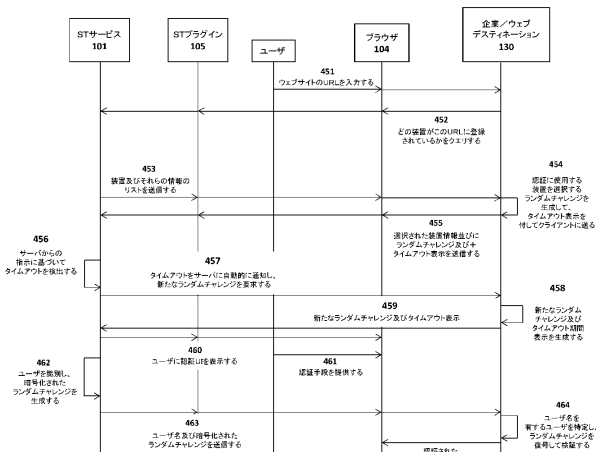 STサービス
101
STプラグイン
105
ユーザ
ブラウザ
104
企業／ウェブ
デスティネーション
130
451
ウェブサイトのURLを入力する
452
どの装置がこのURLに登録
されているかをクエリする
453
装置及びそれらの情報の
リストを送信する
454
認証に使用する
装置を選択する
ランダムチャレンジを
生成して、
タイムアウト表示を
付してクライアントに送る
455
選択された装置情報並びに
ランダムチャレンジ及び＋
タイムアウト表示を送信する
456
サーバからの
指示に基づいて
タイムアウトを検出する
457
タイムアウトをサーバに自動的に通知し、
新たなランダムチャレンジを要求する
458
新たなランダム
チャレンジ及び
タイムアウト期間
表示を生成する
459
新たなランダムチャレンジ及びタイムアウト表示
460
ユーザに認証UIを表示する
461
認証手段を提供する
462
ユーザを識別し、
暗号化された
ランダムチャレンジを
生成する
463
ユーザ名及び暗号化された
ランダムチャレンジを送信する
464
ユーザ名を
有するユーザを特定し、
ランダムチャレンジを
復号して検証する
認証された